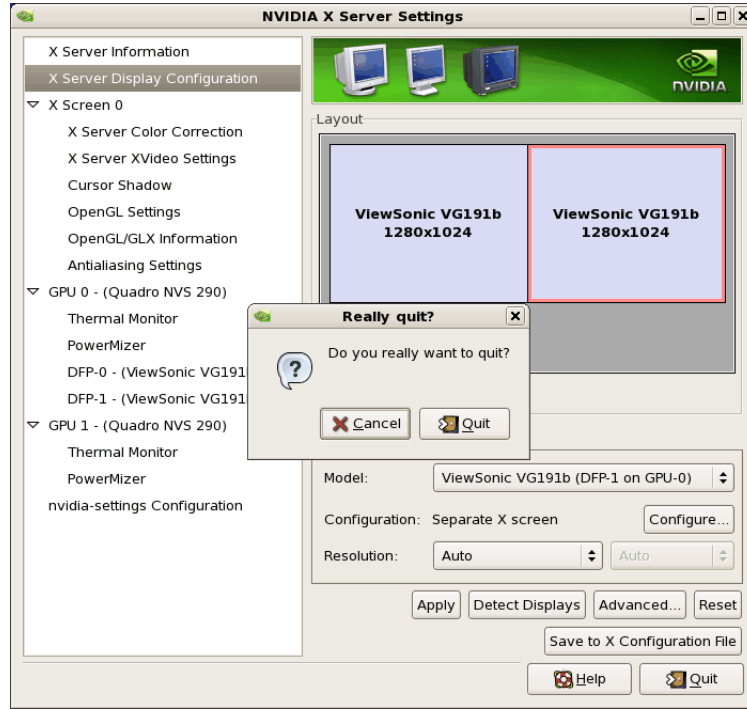 NVIDIA X Server Settings
X Server Information
X Server Display Configuration
X Screen 0
X Server Color Correction
X Server XVideo Settings
Cursor Shadow
OpenGL Settings
OpenGL/GLX Information
Antialiasing Settings
GPU 0 - (Quadro NVS 290)
Thermal Monitor
PowerMizer
DFP-0 - (ViewSonic VG191
DFP-1 - (ViewSonic VG191
GPU 1 - (Quadro NVS 290)
Thermal Monitor
PowerMizer
nvidia-settings Configuration
NVIDIA
Layout
ViewSonic VG191b
1280x1024
ViewSonic VG191b
1280x1024
Really quit?
Do you really want to quit?
Cancel
Quit
Model: ViewSonic VG191b (DFP-1 on GPU-0)
Configuration: Separate X screen Configure...
Resolution: Auto Auto
Apply Detect Displays Advanced... Reset
Save to X Configuration File
Help Quit